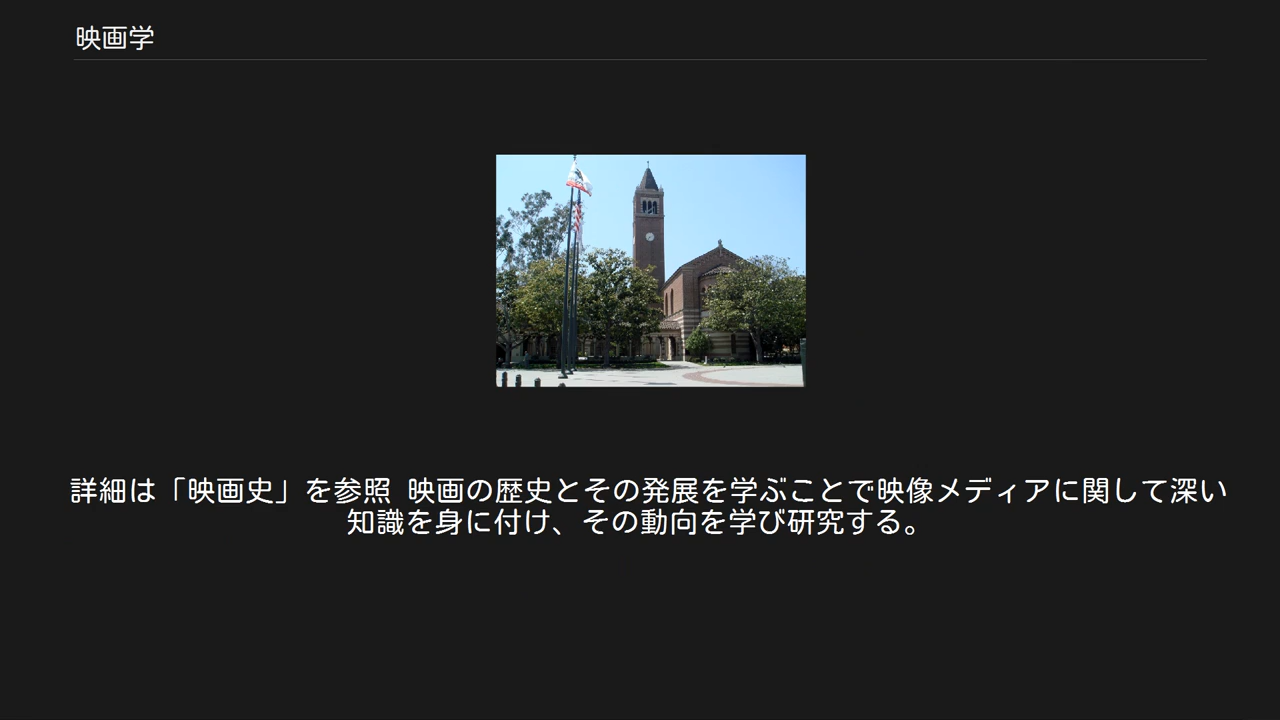 映画学
詳細は「映画史」を参照 映画の歴史とその発展を学ぶことで映像メディアに関して深い
知識を身に付け、その動向を学び研究する。